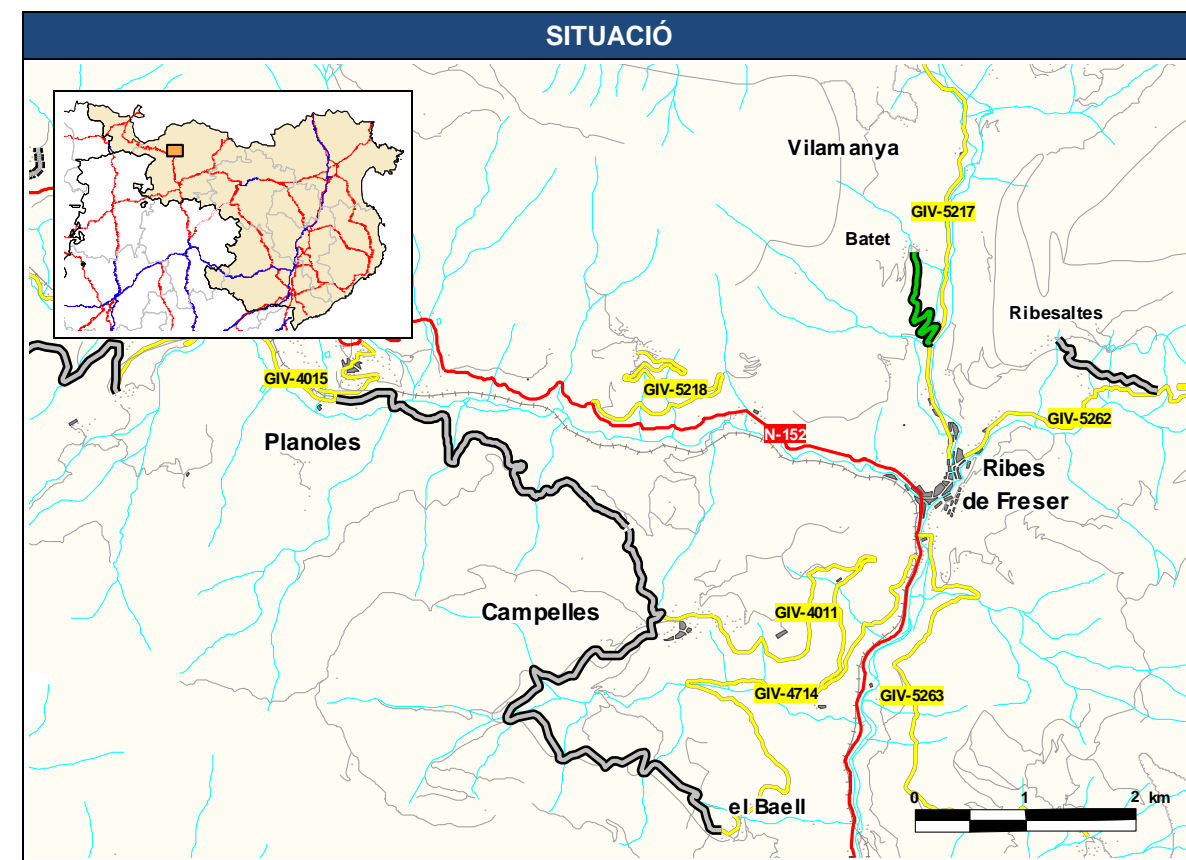 SITUACIÓ
Vilamanya
GIV-5217
Batet
Ribesaltes
GIV-4015
GIV-5218
GIV-5262
Planoles
N-152
Ribes
de Freser
Campelles
GIV-4011
GIV-4714
GIV-5263
el Baell
0 1 2 km